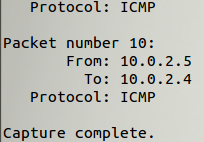 Protocol: ICMP

Packet number 10:
From: 10.0.2.5
To: 10.0.2.4
Protocol: ICMP

Capture complete.